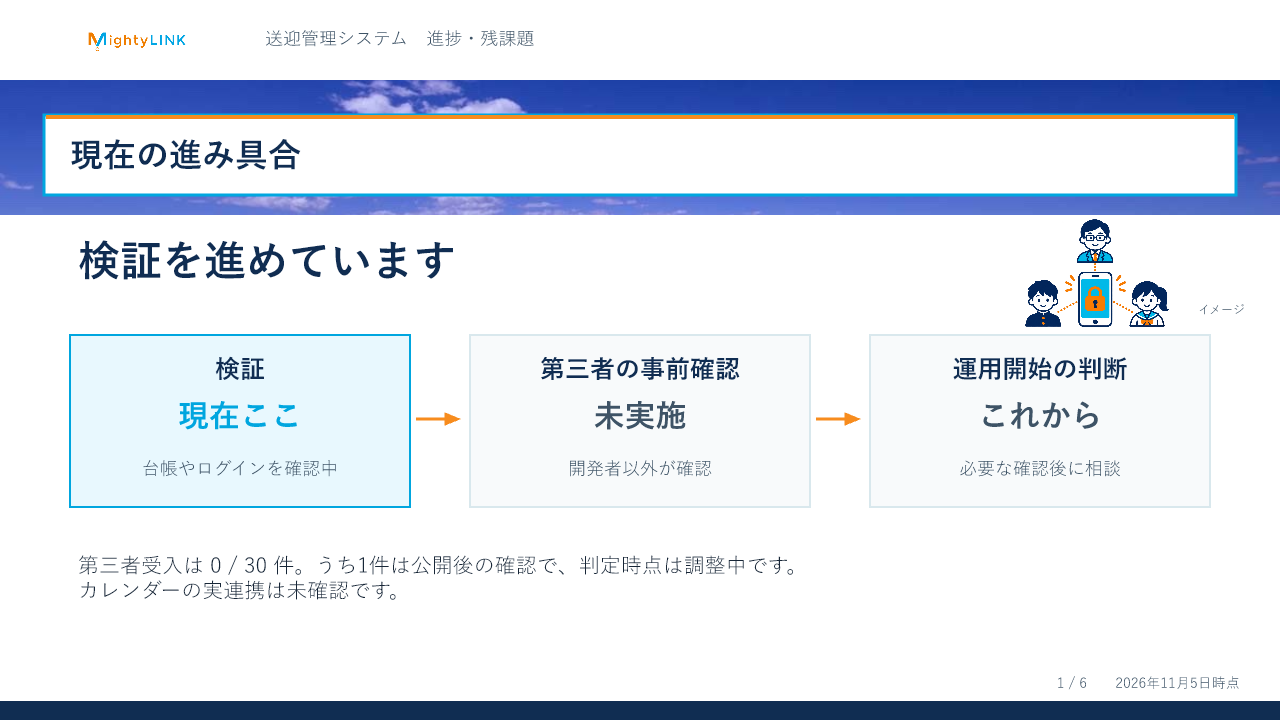 MightyLINK
送迎管理システム　進捗・残課題
現在の進み具合
検証を進めています
イメージ
検証
現在ここ
台帳やログインを確認中
第三者の事前確認
未実施
開発者以外が確認
運用開始の判断
これから
必要な確認後に相談
第三者受入は 0 / 30 件。うち1件は公開後の確認で、判定時点は調整中です。
カレンダーの実連携は未確認です。
1 / 6　2026年11月5日時点